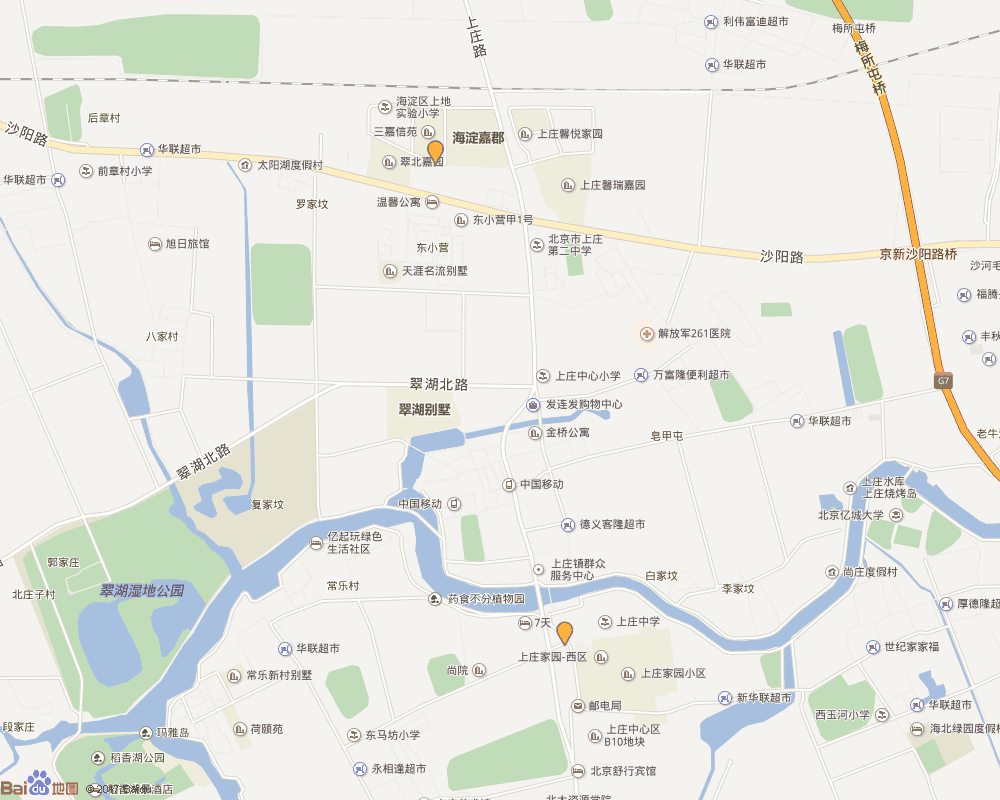 利伟富迪超市
梅所屯桥
上庄路
梅所屯桥
华联超市
海淀区上地
实验小学
后章村
沙阳路
三嘉信苑
海淀嘉郡
上庄馨悦家园
华联超市
太阳湖度假村
翠北嘉园
华联超市
前章村小学
上庄馨瑞嘉园
罗家坟
温馨公寓
东小营甲1号
旭日旅馆
东小营
北京市上庄
第二中学
沙阳路
京新沙阳路桥
沙河毛
天涯名流别墅
福腾
八家村
解放军261医院
丰秋
上庄中心小学
万富隆便利超市
G7
翠湖北路
翠湖别墅
发连发购物中心
金桥公寓
皂甲屯
华联超市
老牛
翠湖北路
中国移动
上庄水库
上庄烧烤岛
复家坟
中国移动
北京亿城大学
德义客隆超市
亿起玩绿色
生活社区
郭家庄
上庄镇群众
服务中心
白家坟
尚庄度假村
北庄子村
翠湖湿地公园
常乐村
李家坟
药食不分植物园
厚德隆超
7天
上庄中学
华联超市
上庄家园-西区
世纪家家福
常乐新村别墅
尚院
上庄家园小区
新华联超市
华联超市
段家庄
邮电局
西玉河小学
玛雅岛
荷颐苑
东马坊小学
上庄中心区
B10地块
海北绿园度假
稻香湖公园
永相逢超市
北京舒行宾馆
Bai du 地图